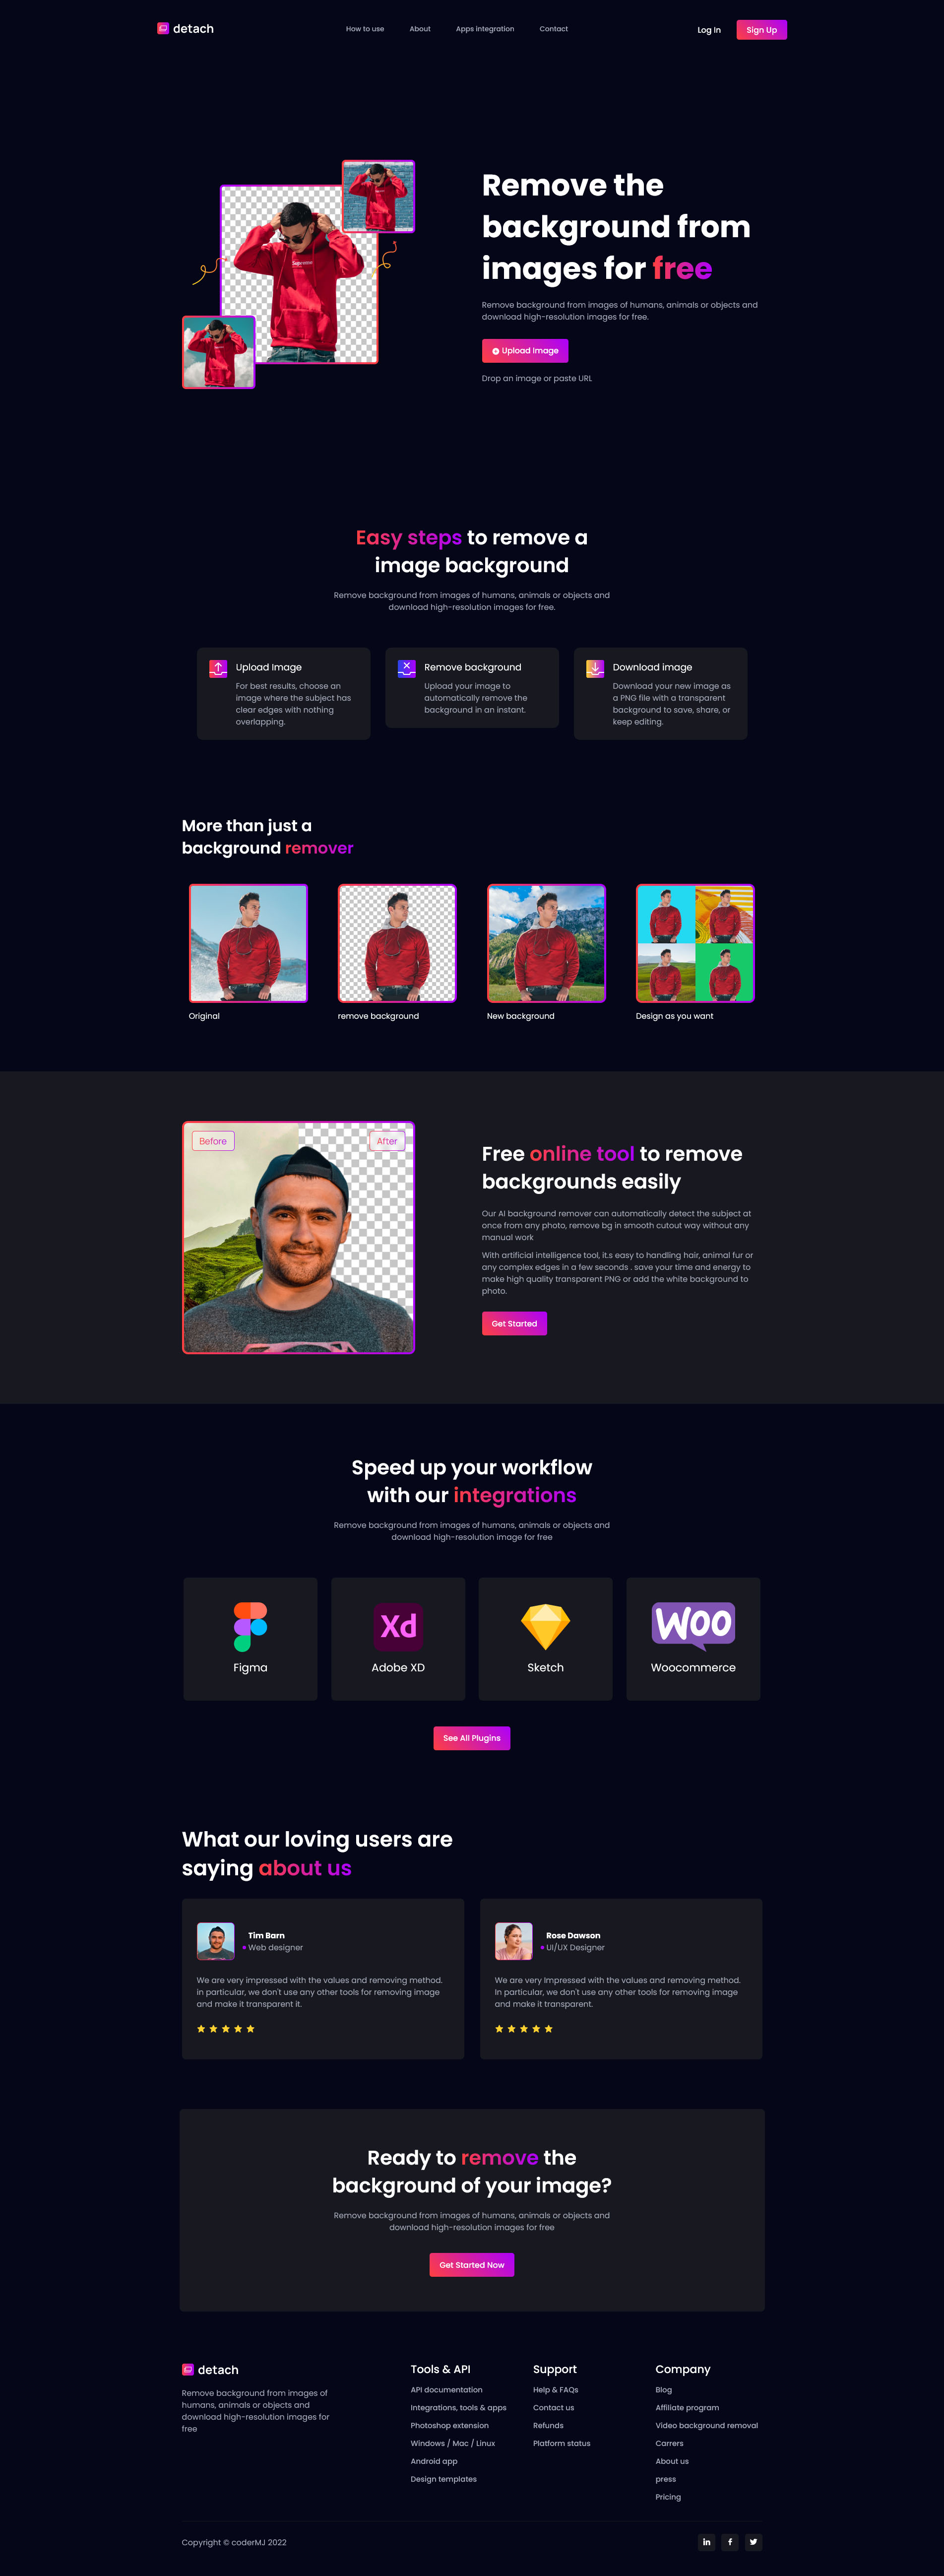 detach
How to use
About
Apps integration
Contact
Log In
Sign Up
Remove the
background from
images for free
Remove background from images of humans, animals or objects and
download high-resolution images for free.
Upload Image
Drop an image or paste URL
Easy steps to remove a
image background
Remove background from images of humans, animals or objects and
download high-resolution images for free.
Upload Image
For best results, choose an
image where the subject has
clear edges with nothing
overlapping.
Remove background
Upload your image to
automatically remove the
background in an instant.
Download image
Download your new image as
a PNG file with a transparent
background to save, share, or
keep editing.
More than just a
background remover
Original
remove background
New background
Design as you want
Before
After
Free online tool to remove
backgrounds easily
Our AI background remover can automatically detect the subject at
once from any photo, remove bg in smooth cutout way without any
manual work
With artificial intelligence tool, it.s easy to handling hair, animal fur or
any complex edges in a few seconds . save your time and energy to
make high quality transparent PNG or add the white background to
photo.
Get Started
Speed up your workflow
with our integrations
Remove background from images of humans, animals or objects and
download high-resolution image for free
Figma
Xd
Adobe XD
Sketch
Woo
Woocommerce
See All Plugins
What our loving users are
saying about us
Tim Barn
Web designer
We are very impressed with the values and removing method.
In particular, we don't use any other tools for removing image
and make it transparent it.
Rose Dawson
UI/UX Designer
We are very Impressed with the values and removing method.
In particular, we don't use any other tools for removing image
and make it transparent.
Ready to remove the
background of your image?
Remove background from images of humans, animals or objects and
download high-resolution images for free
Get Started Now
detach
Remove background from images of
humans, animals or objects and
download high-resolution images for
free
Tools & API
API documentation
Integrations, tools & apps
Photoshop extension
Windows / Mac / Linux
Android app
Design templates
Support
Help & FAQs
Contact us
Refunds
Platform status
Company
Blog
Affiliate program
Video background removal
Carrers
About us
press
Pricing
Copyright © coderMJ 2022